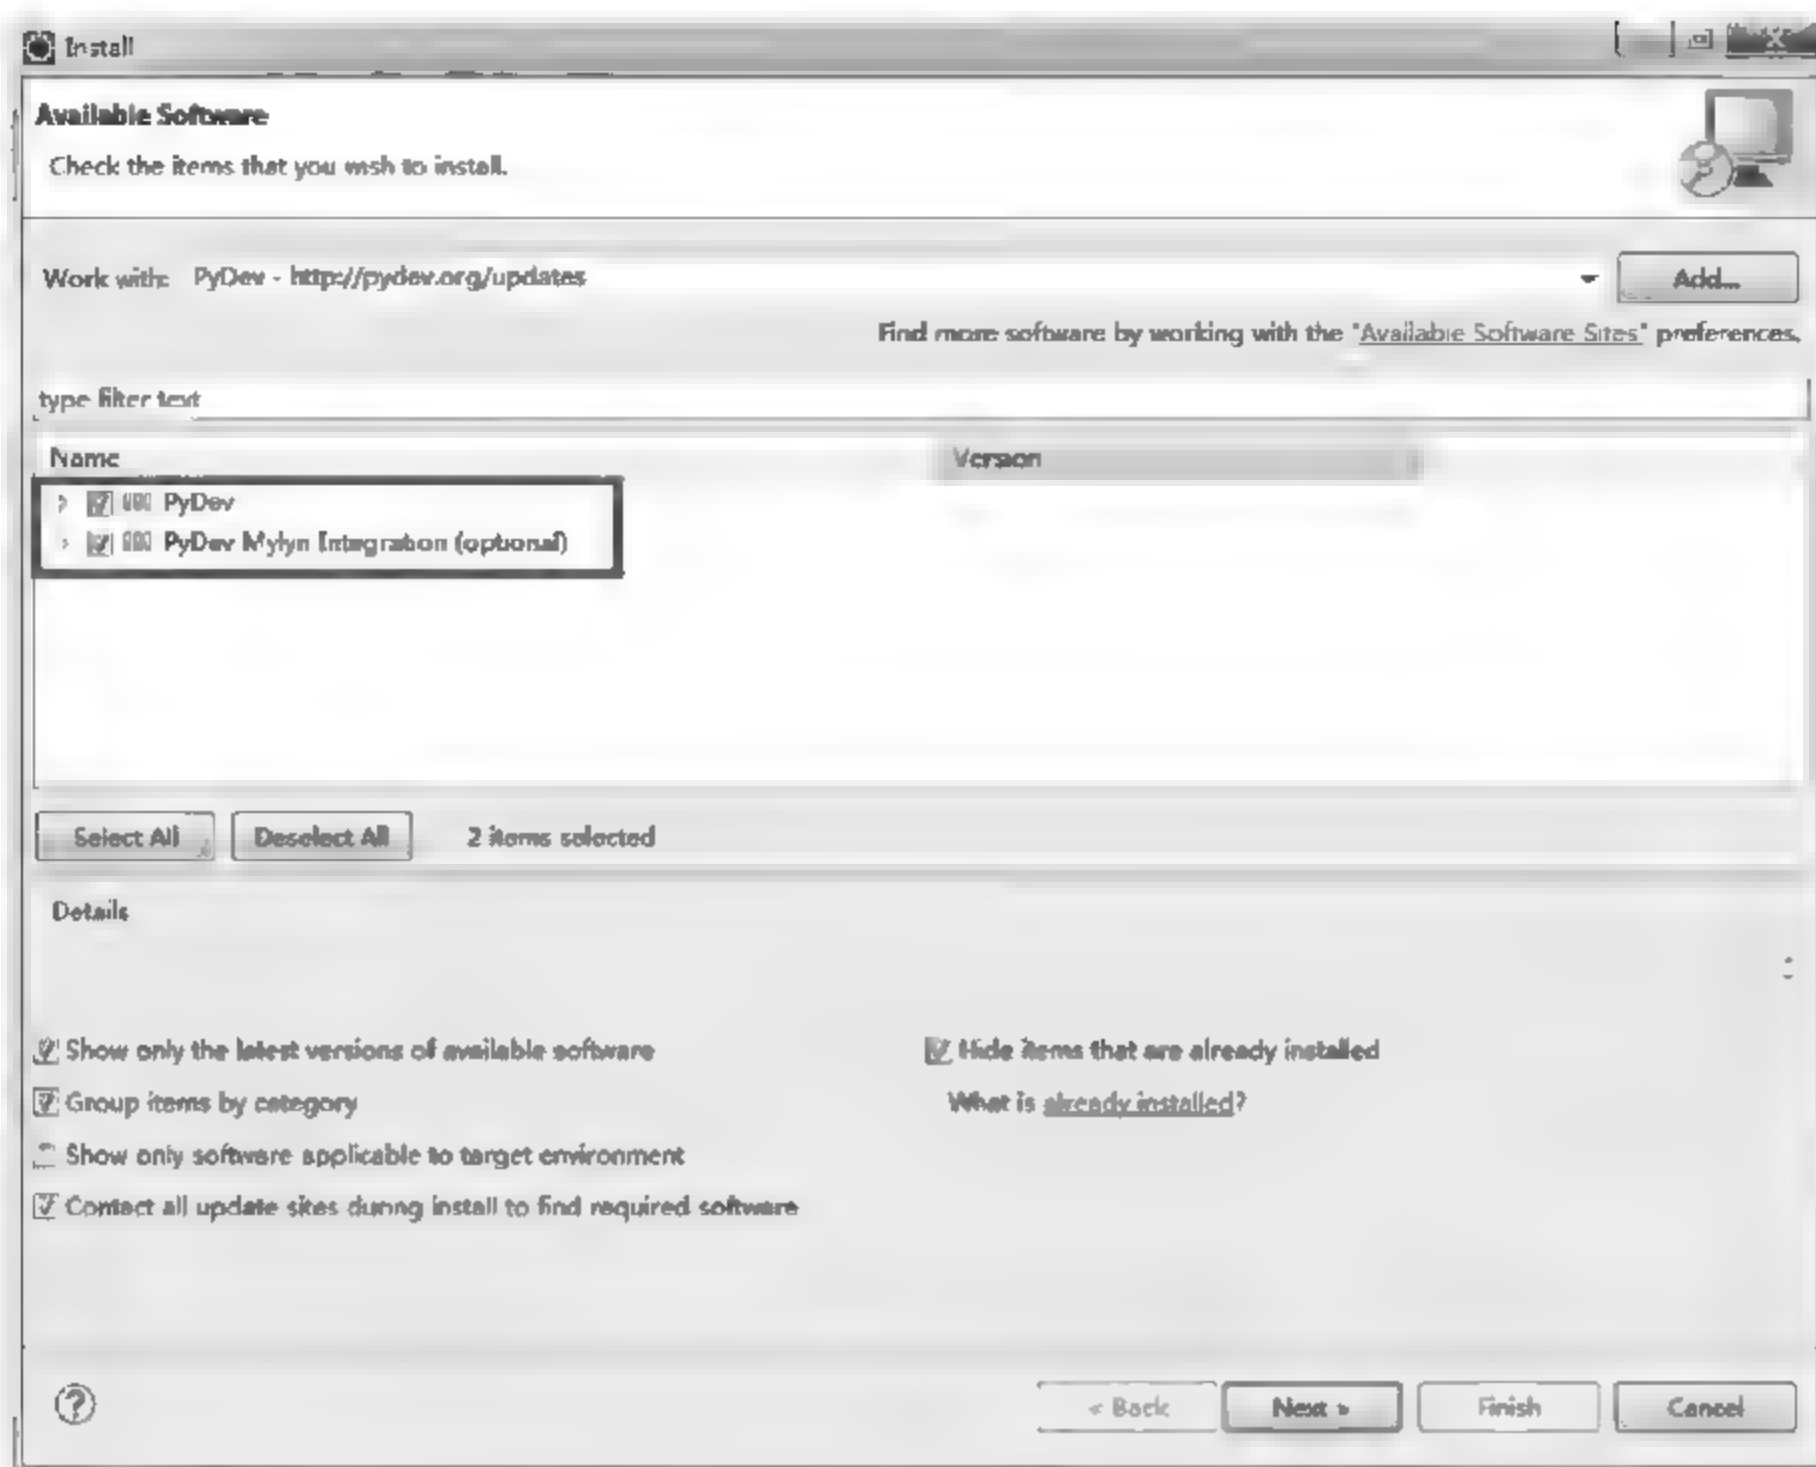 Install
Available Software
Check the items that you wish to install.
Work with: PyDev - http://pydev.org/updates
Add...
Find more software by working with the "Available Software Sites" preferences.
type filter text
Name Version
PyDev
PyDev Mylyn Integration (optional)
Select All Deselect All 2 items selected
Details
Show only the latest versions of available software Hide items that are already installed
Group items by category What is already installed?
Show only software applicable to target environment
Contact all update sites during install to find required software
? < Back Next > Finish Cancel